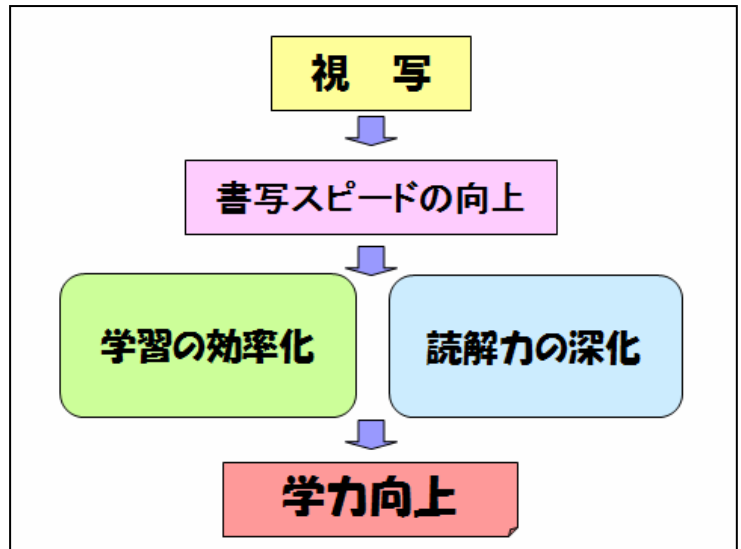 視　写
書写スピードの向上
学習の効率化
読解力の深化
学力向上